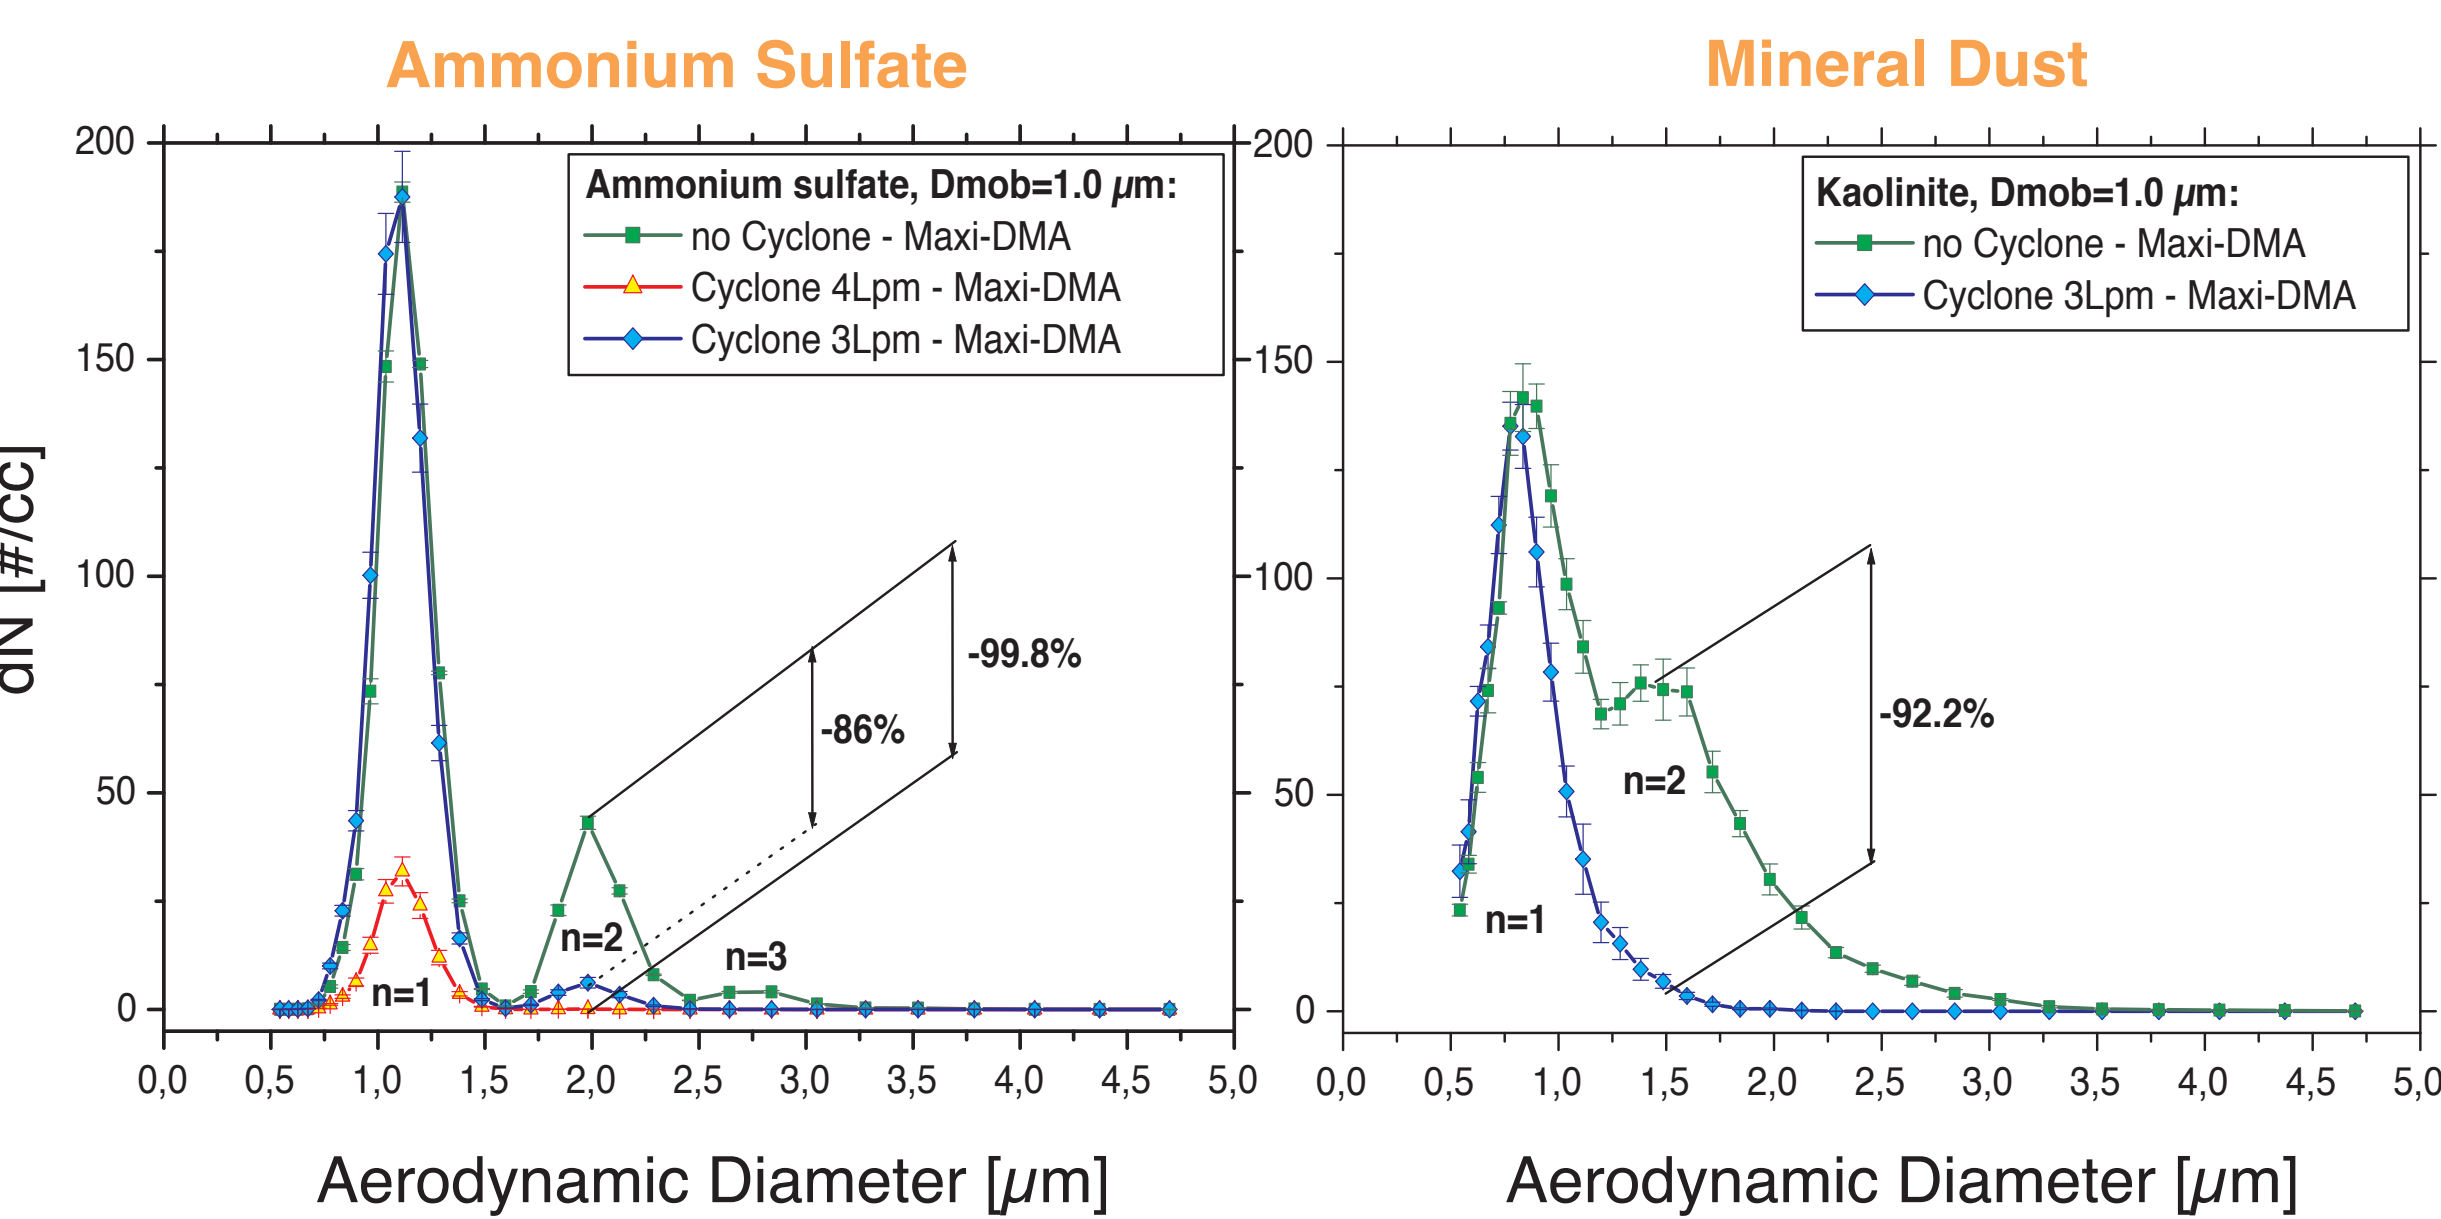 Ammonium Sulfate
Mineral Dust
dN [#/cc]
200
150
100
50
0
Ammonium sulfate, Dmob=1.0 µm:
no Cyclone - Maxi-DMA
Cyclone 4Lpm - Maxi-DMA
Cyclone 3Lpm - Maxi-DMA
-99.8%
-86%
n=2
n=3
n=1
0,0 0,5 1,0 1,5 2,0 2,5 3,0 3,5 4,0 4,5 5,0
Aerodynamic Diameter [µm]
200
150
100
50
0
Kaolinite, Dmob=1.0 µm:
no Cyclone - Maxi-DMA
Cyclone 3Lpm - Maxi-DMA
-92.2%
n=2
n=1
0,0 0,5 1,0 1,5 2,0 2,5 3,0 3,5 4,0 4,5 5,0
Aerodynamic Diameter [µm]